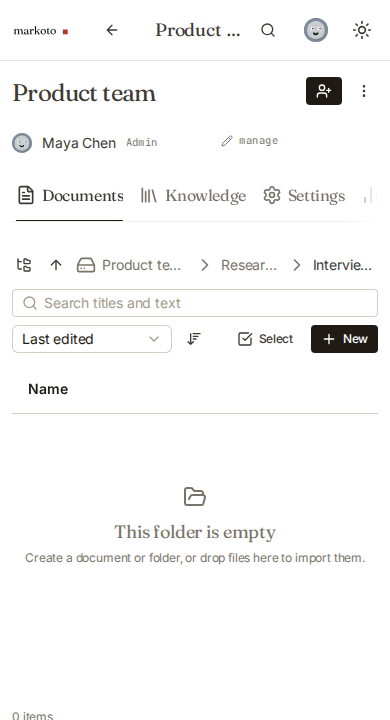 markoto
Product ...
Product team
Maya Chen Admin
manage
Documents Knowledge Settings
Product te... Resear... Intervie...
Search titles and text
Last edited Select New
Name
This folder is empty
Create a document or folder, or drop files here to import them.
0 items